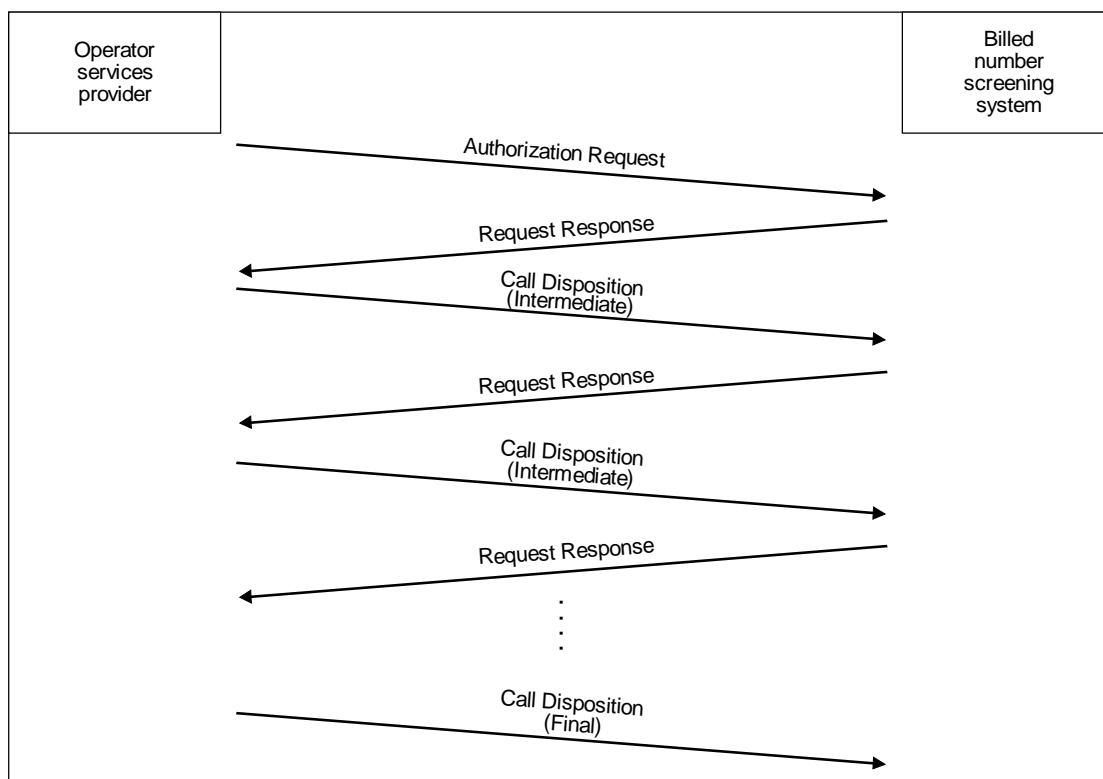 Operator
services
provider
Billed
number
screening
system
Authorization Request
Request Response
Call Disposition
(Intermediate)
Request Response
Call Disposition
(Intermediate)
Request Response
Call Disposition
(Final)